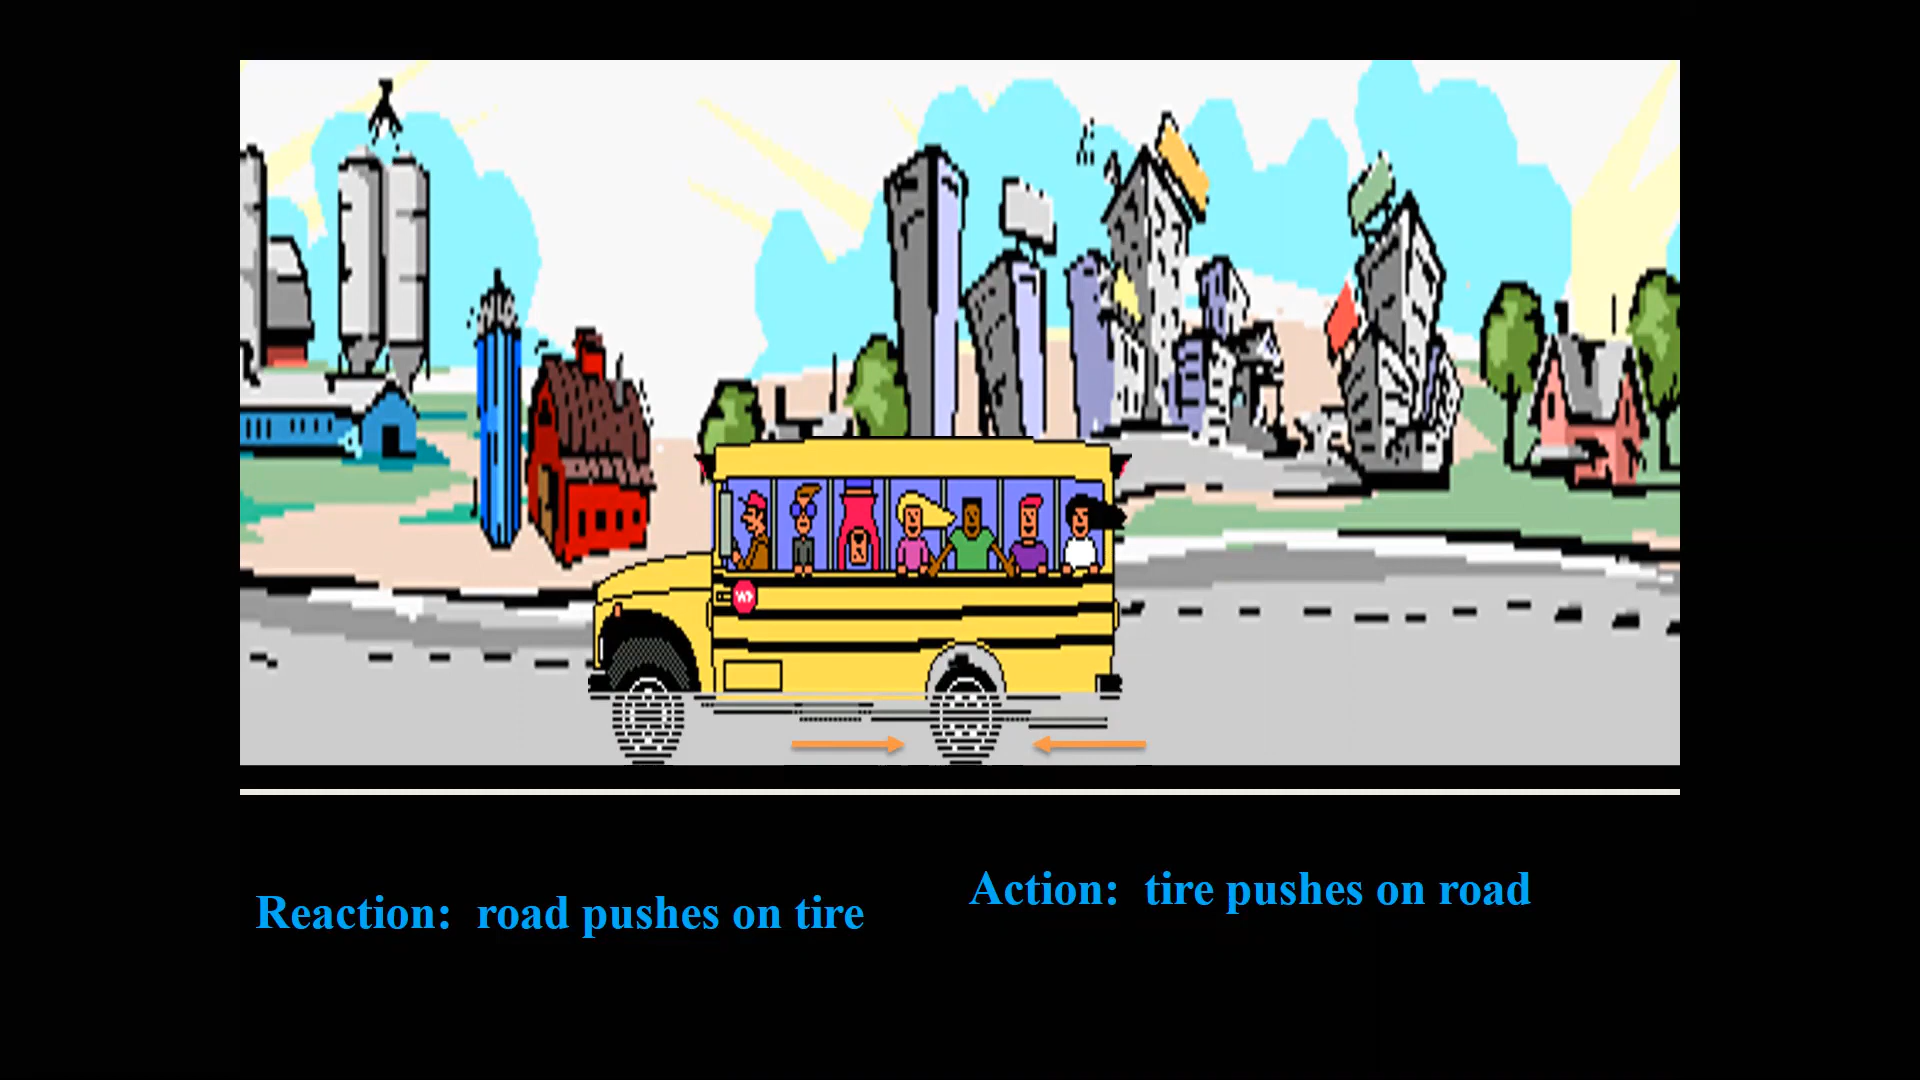 Reaction:  road pushes on tire
Action:  tire pushes on road